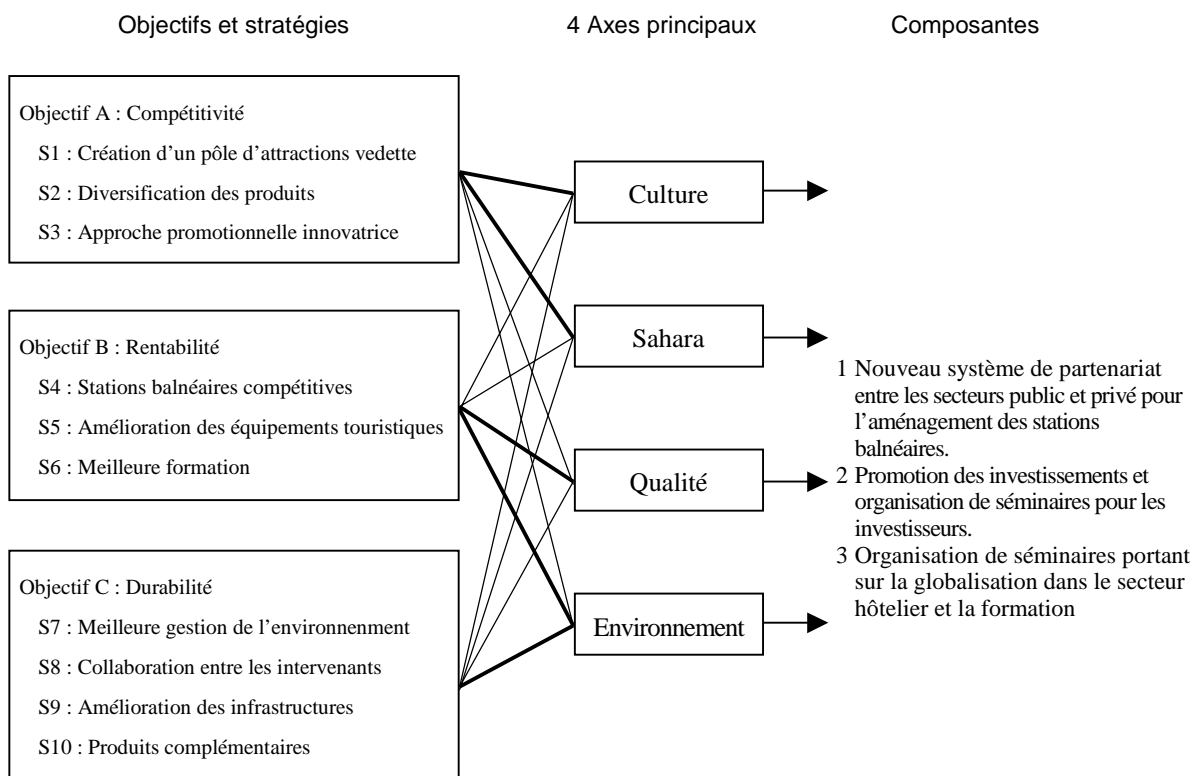 Objectifs et stratégies
4 Axes principaux
Composantes
Objectif A : Compétitivité
S1 : Création d’un pôle d’attractions vedette
S2 : Diversification des produits
S3 : Approche promotionnelle innovatrice
Objectif B : Rentabilité
S4 : Stations balnéaires compétitives
S5 : Amélioration des équipements touristiques
S6 : Meilleure formation
Objectif C : Durabilité
S7 : Meilleure gestion de l’environnenment
S8 : Collaboration entre les intervenants
S9 : Amélioration des infrastructures
S10 : Produits complémentaires
Culture
Sahara
Qualité
Environnement
1 Nouveau système de partenariat
entre les secteurs public et privé pour
l’aménagement des stations
balnéaires.
2 Promotion des investissements et
organisation de séminaires pour les
investisseurs.
3 Organisation de séminaires portant
sur la globalisation dans le secteur
hôtelier et la formation